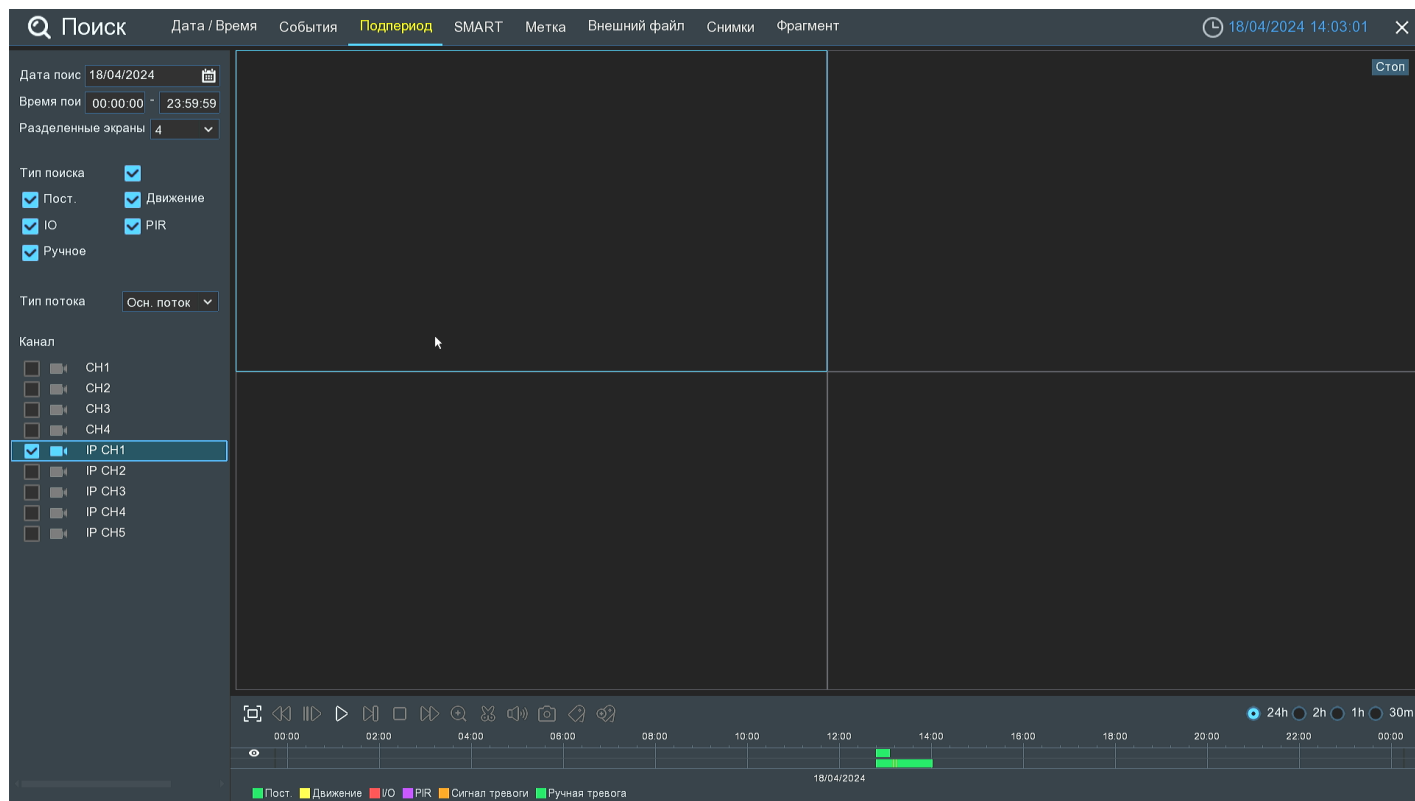 Поиск Дата / Время События Подпериод SMART Метка Внешний файл Снимки Фрагмент 18/04/2024 14:03:01
Стоп
Дата поис 18/04/2024
Время пои 00:00:00 - 23:59:59
Разделенные экраны 4
Тип поиска
Пост. Движение
IO PIR
Ручное
Тип потока Осн. поток
Канал
CH1
CH2
CH3
CH4
IP CH1
IP CH2
IP CH3
IP CH4
IP CH5
24h 2h 1h 30m
00:00 02:00 04:00 06:00 08:00 10:00 12:00 14:00 16:00 18:00 20:00 22:00 00:00
18/04/2024
Пост. Движение I/O PIR Сигнал тревоги Ручная тревога